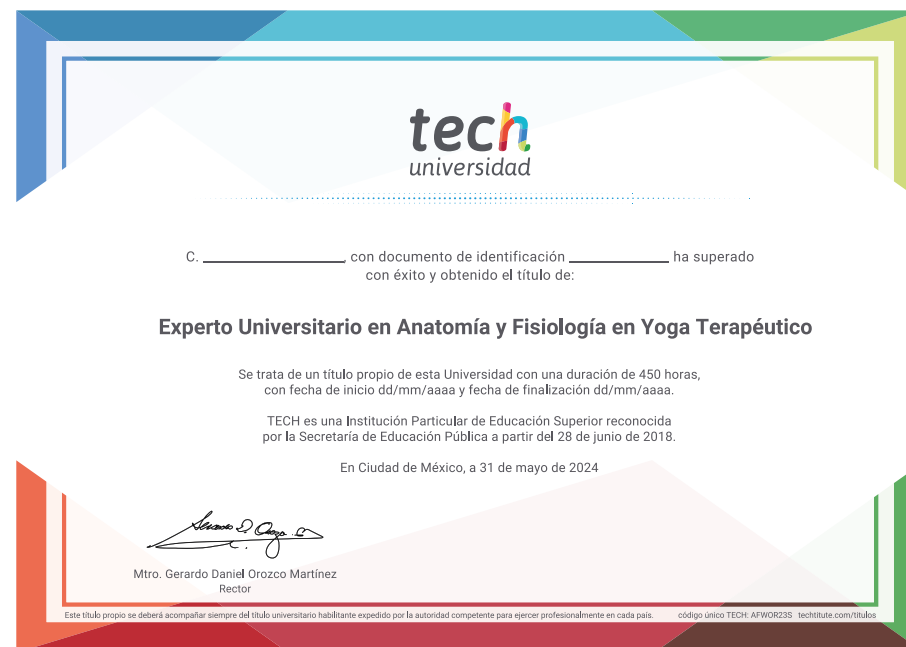 tech
universidad
C. ____________________, con documento de identificación ______________ ha superado
con éxito y obtenido el título de:
Experto Universitario en Anatomía y Fisiología en Yoga Terapéutico
Se trata de un título propio de esta Universidad con una duración de 450 horas,
con fecha de inicio dd/mm/aaaa y fecha de finalización dd/mm/aaaa.
TECH es una Institución Particular de Educación Superior reconocida
por la Secretaría de Educación Pública a partir del 28 de junio de 2018.
En Ciudad de México, a 31 de mayo de 2024
Mtro. Gerardo Daniel Orozco Martínez
Rector
Este título propio se deberá acompañar siempre del título universitario habilitante expedido por la autoridad competente para ejercer profesionalmente en cada país. código único TECH: AFWOR23S techtitute.com/titulos